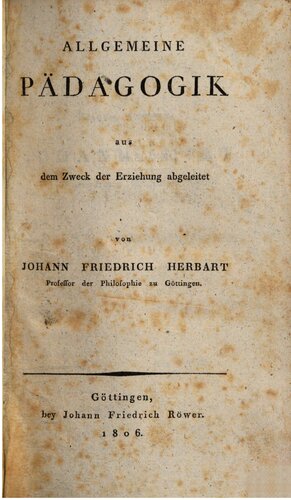 ALLGEMEINE
PÄDAGOGIK
aus
dem Zweck der Erziehung abgeleitet
von
JOHANN FRIEDRICH HERBART
Profeſſor der Philoſophie zu Göttingen.
Göttingen,
bey Johann Friedrich Röwer.
1806.